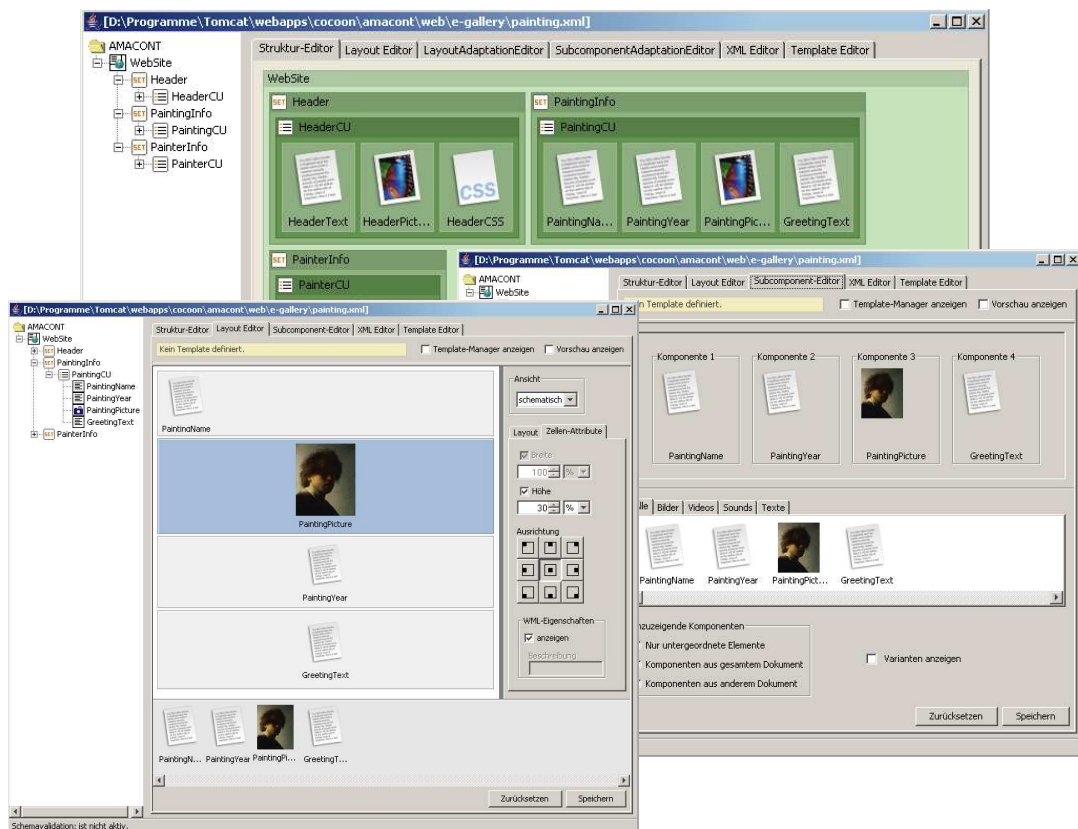 [D:\Programme\Tomcat\webapps\cocoon\amacont\web\e-gallery\painting.xml]
AMACONT
WebSite
Header
HeaderCU
PaintingInfo
PaintingCU
PainterInfo
PainterCU
Struktur-Editor Layout Editor LayoutAdaptationEditor SubcomponentAdaptationEditor XML Editor Template Editor
WebSite
SET Header
HeaderCU
CSS
HeaderText HeaderPict... HeaderCSS
SET PaintingInfo
PaintingCU
PaintingNa... PaintingYear PaintingPic... GreetingText
SET PainterInfo
PainterCU
[D:\Programme\Tomcat\webapps\cocoon\amacont\web\e-gallery\painting.xml]
AMACONT
WebSite
Struktur-Editor Layout Editor Subcomponent-Editor XML Editor Template Editor
Template definiert. Template-Manager anzeigen Vorschau anzeigen
Komponente 1 Komponente 2 Komponente 3 Komponente 4
PaintingName PaintingYear PaintingPicture GreetingText
Bilder Videos Sounds Texte
PaintingName PaintingYear PaintingPict... GreetingText
Komponenten
Nur untergeordnete Elemente
Komponenten aus gesamtem Dokument
Komponenten aus anderem Dokument
Varianten anzeigen
Zurücksetzen Speichern
[D:\Programme\Tomcat\webapps\cocoon\amacont\web\e-gallery\painting.xml]
AMACONT
WebSite
Header
PaintingInfo
PaintingCU
PaintingName
PaintingYear
PaintingPicture
GreetingText
PainterInfo
Struktur-Editor Layout Editor Subcomponent-Editor XML Editor Template Editor
Kein Template definiert. Template-Manager anzeigen Vorschau anzeigen
PaintingName
PaintingPicture
PaintingYear
GreetingText
Ansicht
schematisch
Layout Zellen-Attribute
Breite
100 %
Höhe
30 %
Ausrichtung
WML-Eigenschaften
anzeigen
Beschreibung
PaintingN... PaintingYear PaintingPi... GreetingT...
Zurücksetzen Speichern
Schemavalidation: ist nicht aktiv.